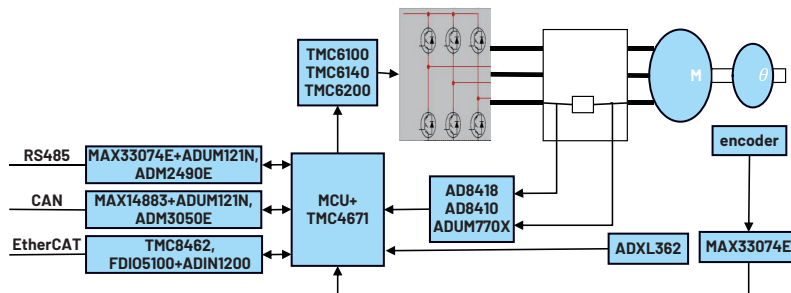 TMC6100
TMC6140
TMC6200
M
θ
RS485
MAX33074E+ADUM121N,
ADM2490E
CAN
MAX14883+ADUM121N,
ADM3050E
EtherCAT
TMC8462,
FDIO5100+ADIN1200
MCU+
TMC4671
AD8418
AD8410
ADUM770X
ADXL362
encoder
MAX33074E